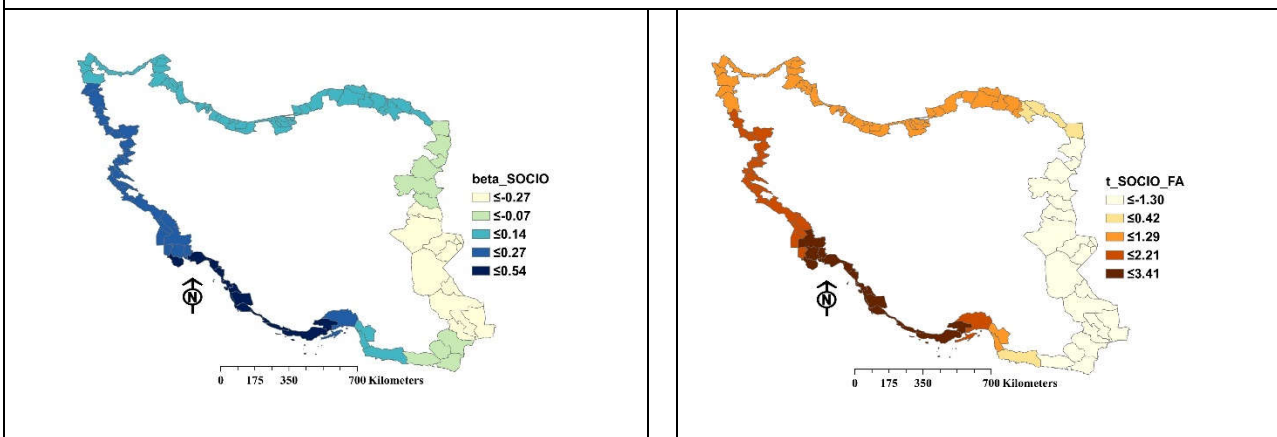 beta_SOCIO
≤-0.27
≤-0.07
≤0.14
≤0.27
≤0.54
N
0 175 350 700 Kilometers
t_SOCIO_FA
≤-1.30
≤0.42
≤1.29
≤2.21
≤3.41
N
0 175 350 700 Kilometers